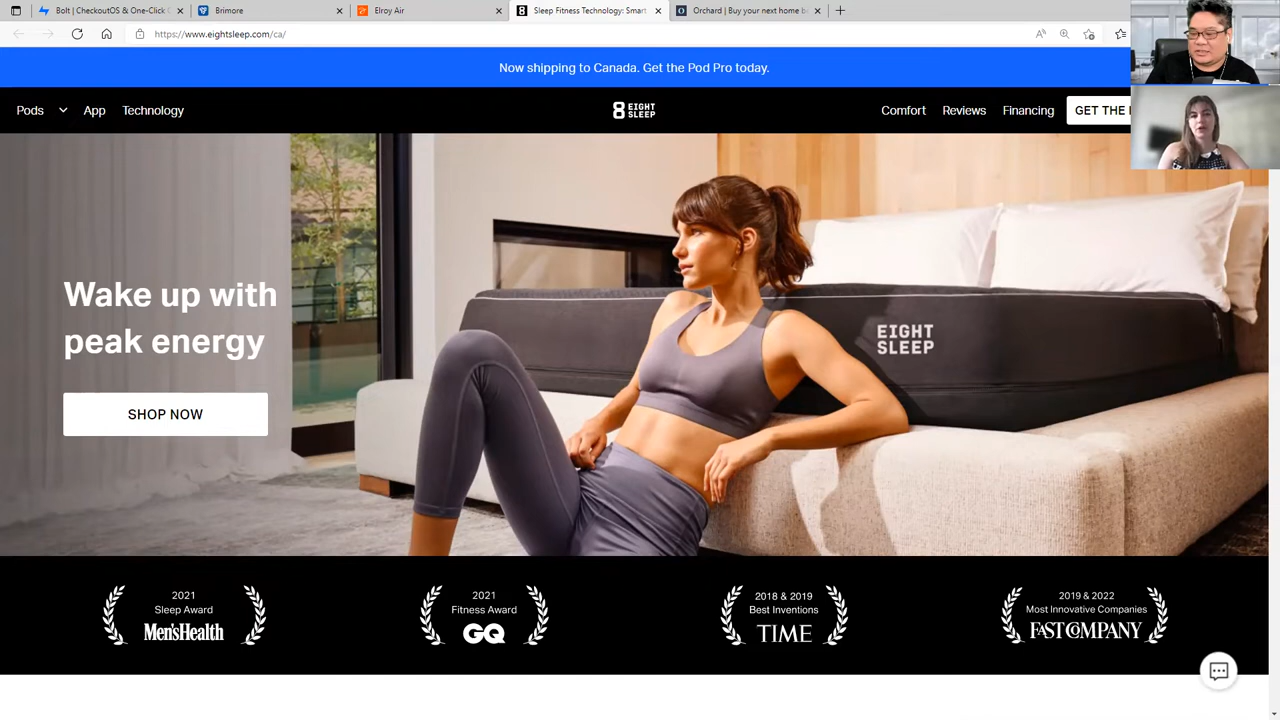 Bolt | CheckoutOS & One-Click
Brimore
Elroy Air
Sleep Fitness Technology: Smart
Orchard | Buy your next home b
https://www.eightsleep.com/ca/
Now shipping to Canada. Get the Pod Pro today.
Pods
App
Technology
8 EIGHT
SLEEP
Comfort
Reviews
Financing
GET THE
Wake up with
peak energy
SHOP NOW
EIGHT
SLEEP
2021
Sleep Award
Men'sHealth
2021
Fitness Award
GQ
2018 & 2019
Best Inventions
TIME
2019 & 2022
Most Innovative Companies
FAST COMPANY